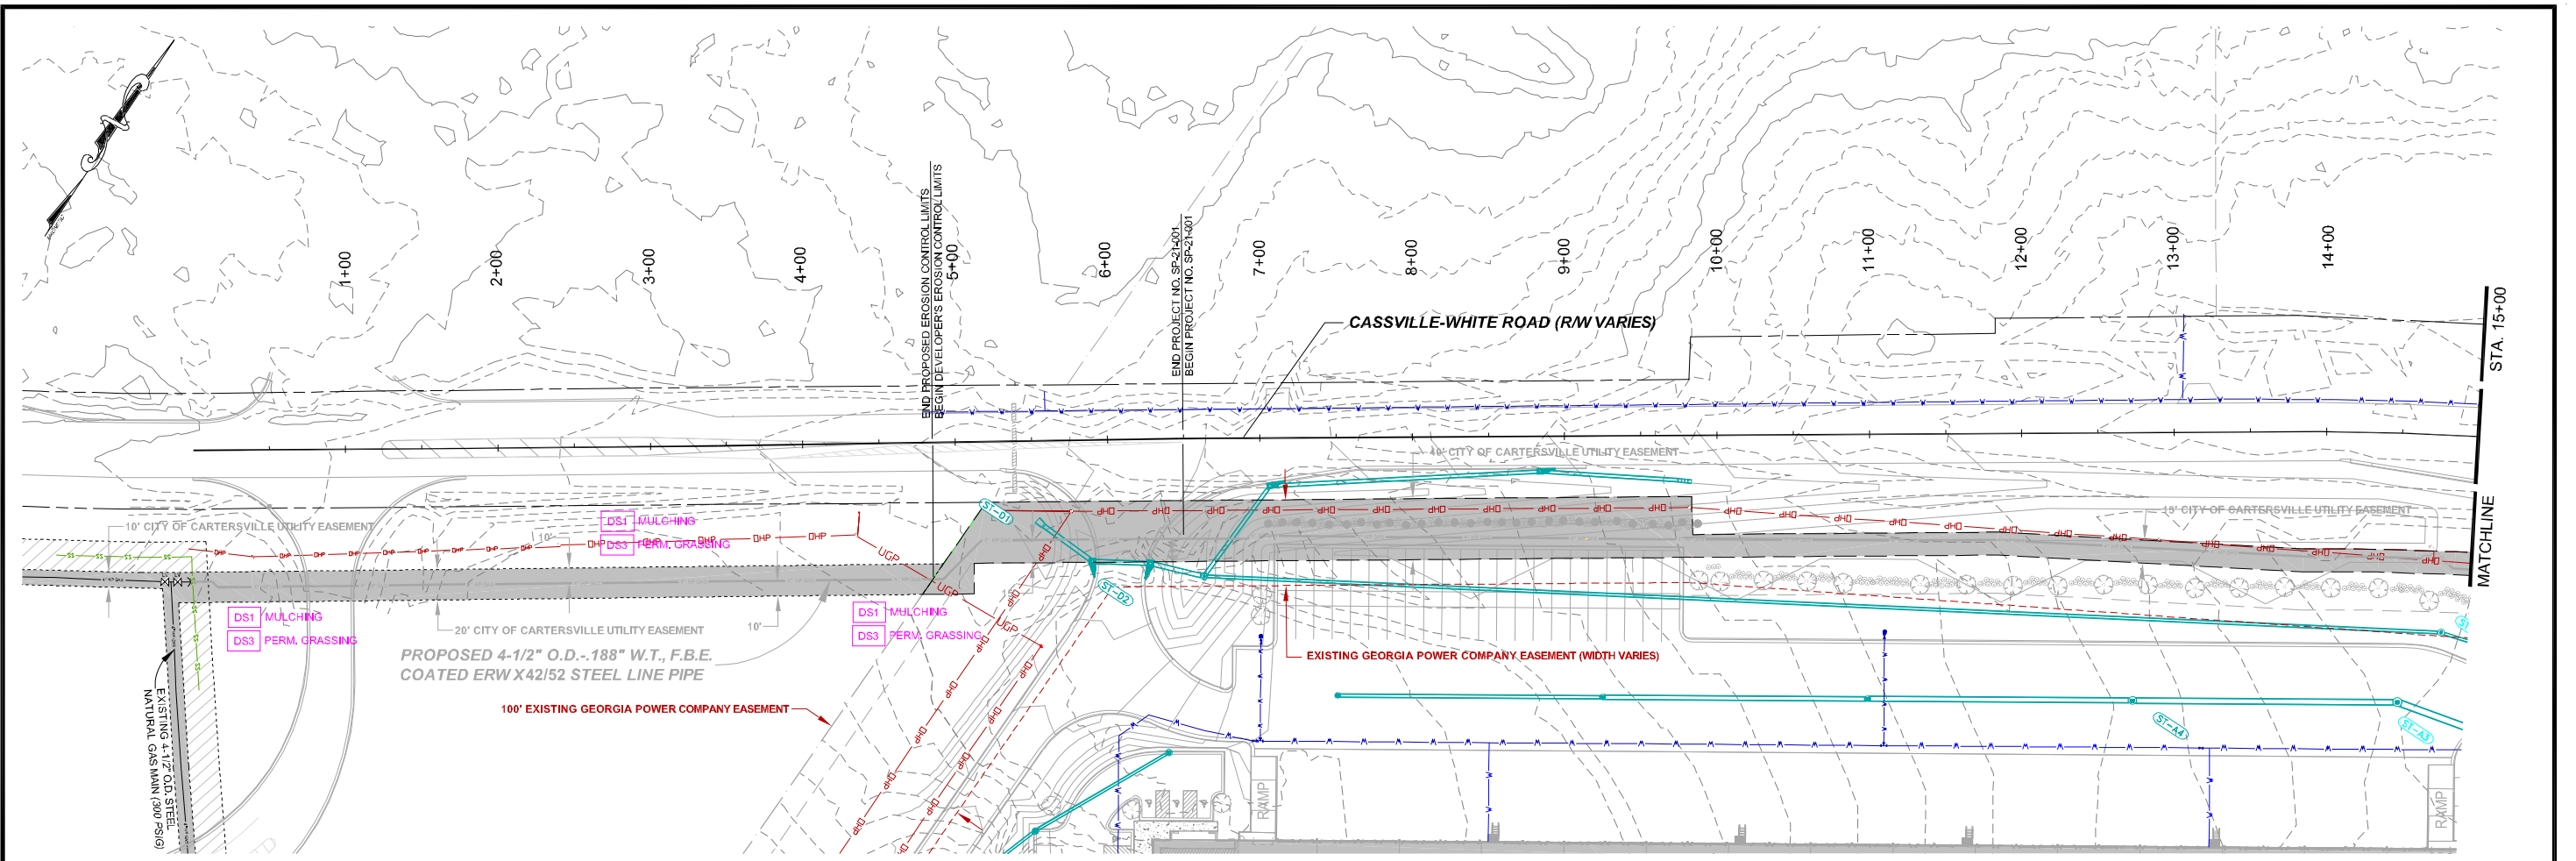 1+00
2+00
3+00
4+00
5+00
6+00
7+00
8+00
9+00
10+00
11+00
12+00
13+00
14+00
END PROPOSED EROSION CONTROL LIMITS
BEGIN DEVELOPER'S EROSION CONTROL LIMITS
END PROJECT NO. SP-21-001
BEGIN PROJECT NO. SP-21-001
CASSVILLE-WHITE ROAD (R/W VARIES)
STA. 15+00
MATCHLINE
40' CITY OF CARTERSVILLE UTILITY EASEMENT
15' CITY OF CARTERSVILLE UTILITY EASEMENT
10' CITY OF CARTERSVILLE UTILITY EASEMENT
DS1 MULCHING
DS3 PERM. GRASSING
10'
ST-D1
ST-D2
DS1 MULCHING
DS3 PERM. GRASSING
20' CITY OF CARTERSVILLE UTILITY EASEMENT
10'
DS1 MULCHING
DS3 PERM. GRASSING
PROPOSED 4-1/2" O.D.-.188" W.T., F.B.E.
COATED ERW X42/52 STEEL LINE PIPE
EXISTING GEORGIA POWER COMPANY EASEMENT (WIDTH VARIES)
100' EXISTING GEORGIA POWER COMPANY EASEMENT
EXISTING 4-1/2" O.D. STEEL
NATURAL GAS MAIN (300 PSIG)
OHP
UGP
UGP
UGP
ST-A4
ST-A3
RAMP
RAMP